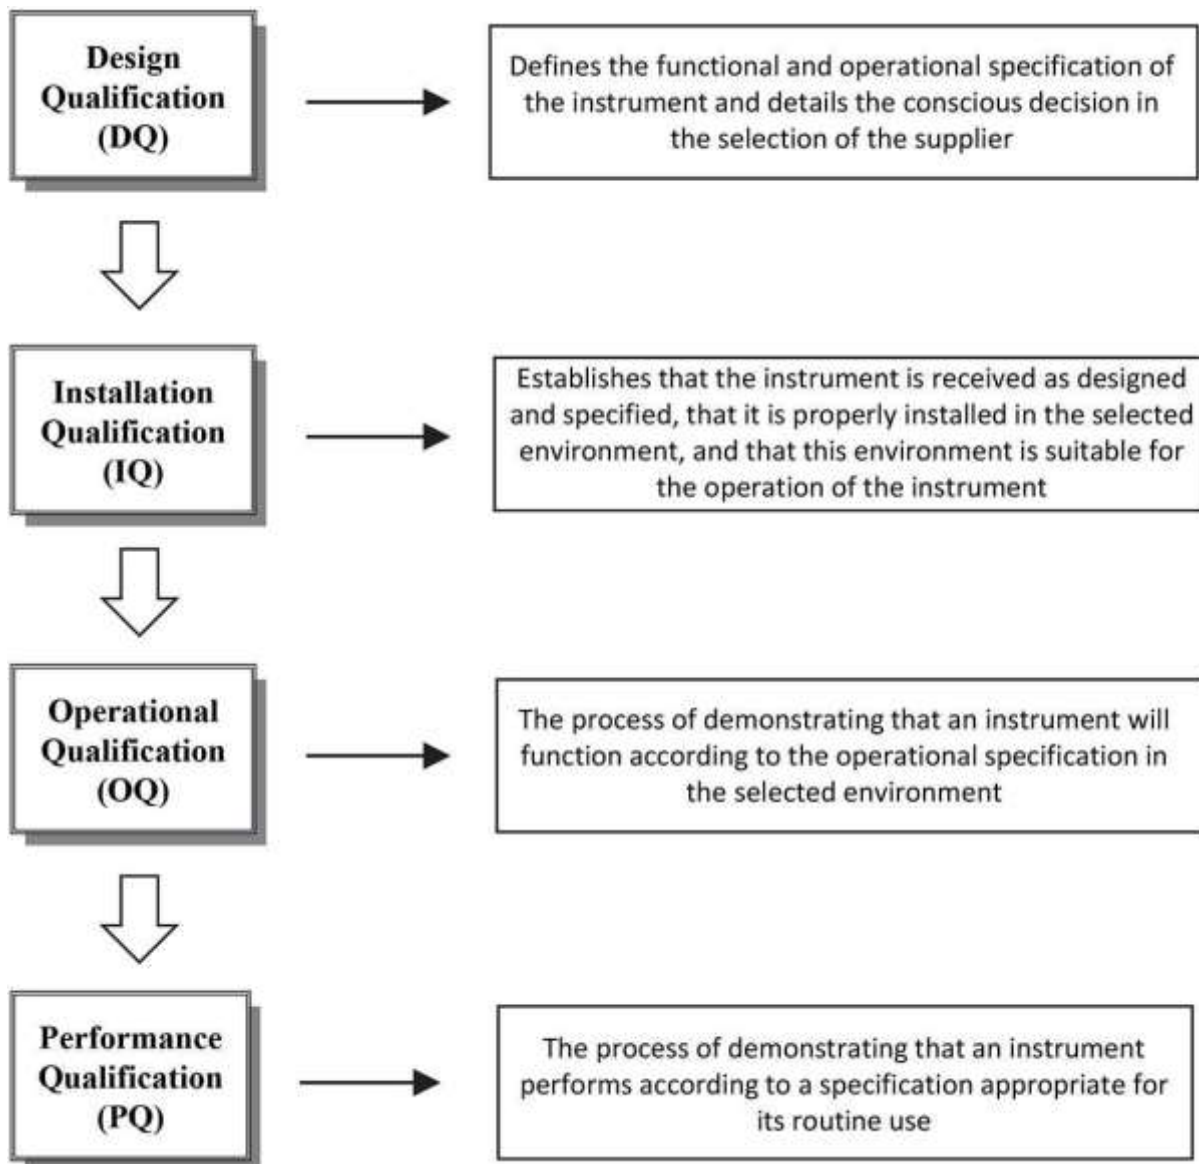 Design
Qualification
(DQ)
Defines the functional and operational specification of
the instrument and details the conscious decision in
the selection of the supplier
Installation
Qualification
(IQ)
Establishes that the instrument is received as designed
and specified, that it is properly installed in the selected
environment, and that this environment is suitable for
the operation of the instrument
Operational
Qualification
(OQ)
The process of demonstrating that an instrument will
function according to the operational specification in
the selected environment
Performance
Qualification
(PQ)
The process of demonstrating that an instrument
performs according to a specification appropriate for
its routine use